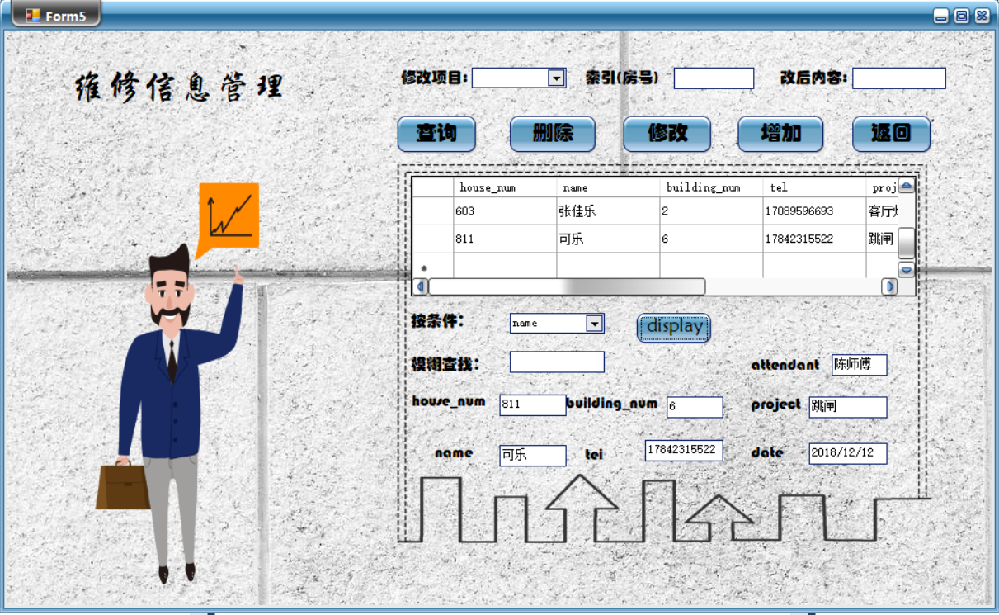 Form5
维修信息管理
修改项目: 索引(房号) 改后内容:
查询 删除 修改 增加 返回
house_num name building_num tel proj
603 张佳乐 2 17089596693 客厅
811 可乐 6 17842315522 跳闸
*
按条件: name display
模糊查找: attendant 陈师傅
house_num 811 building_num 6 project 跳闸
name 可乐 tel 17842315522 date 2018/12/12